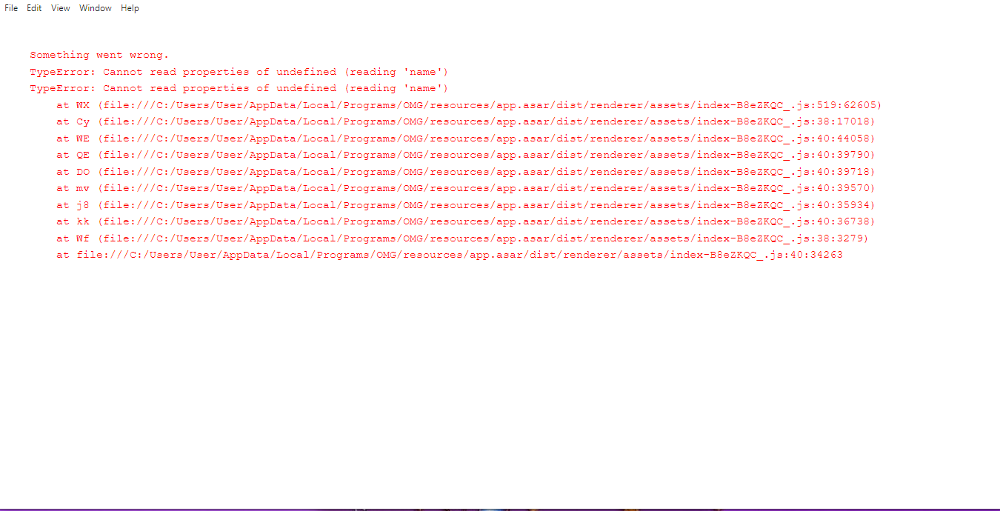 File Edit View Window Help
Something went wrong.
TypeError: Cannot read properties of undefined (reading 'name')
TypeError: Cannot read properties of undefined (reading 'name')
at WX (file:///C:/Users/User/AppData/Local/Programs/OMG/resources/app.asar/dist/renderer/assets/index-B8eZKQC_.js:519:62605)
at Cy (file:///C:/Users/User/AppData/Local/Programs/OMG/resources/app.asar/dist/renderer/assets/index-B8eZKQC_.js:38:17018)
at WE (file:///C:/Users/User/AppData/Local/Programs/OMG/resources/app.asar/dist/renderer/assets/index-B8eZKQC_.js:40:44058)
at QE (file:///C:/Users/User/AppData/Local/Programs/OMG/resources/app.asar/dist/renderer/assets/index-B8eZKQC_.js:40:39790)
at DO (file:///C:/Users/User/AppData/Local/Programs/OMG/resources/app.asar/dist/renderer/assets/index-B8eZKQC_.js:40:39718)
at mv (file:///C:/Users/User/AppData/Local/Programs/OMG/resources/app.asar/dist/renderer/assets/index-B8eZKQC_.js:40:39570)
at j8 (file:///C:/Users/User/AppData/Local/Programs/OMG/resources/app.asar/dist/renderer/assets/index-B8eZKQC_.js:40:35934)
at kk (file:///C:/Users/User/AppData/Local/Programs/OMG/resources/app.asar/dist/renderer/assets/index-B8eZKQC_.js:40:36738)
at Wf (file:///C:/Users/User/AppData/Local/Programs/OMG/resources/app.asar/dist/renderer/assets/index-B8eZKQC_.js:38:3279)
at file:///C:/Users/User/AppData/Local/Programs/OMG/resources/app.asar/dist/renderer/assets/index-B8eZKQC_.js:40:34263